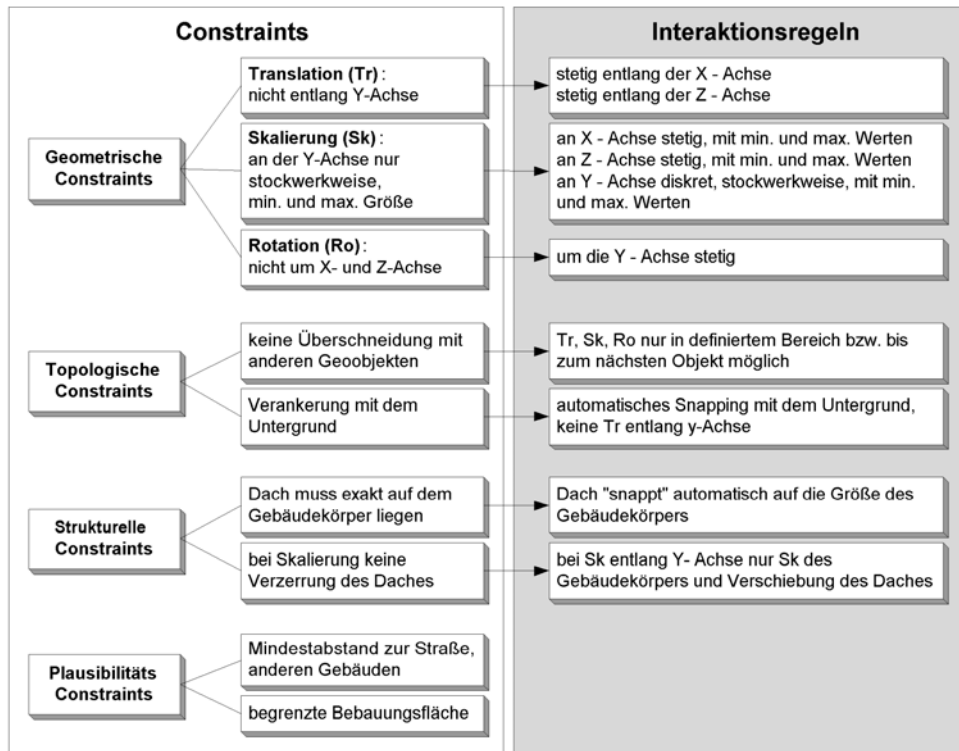 Constraints
Interaktionsregeln
Geometrische
Constraints
Translation (Tr) :
nicht entlang Y-Achse
stetig entlang der X - Achse
stetig entlang der Z - Achse
Skalierung (Sk) :
an der Y-Achse nur
stockwerkweise,
min. und max. Größe
an X - Achse stetig, mit min. und max. Werten
an Z - Achse stetig, mit min. und max. Werten
an Y - Achse diskret, stockwerkweise, mit min.
und max. Werten
Rotation (Ro) :
nicht um X- und Z-Achse
um die Y - Achse stetig
Topologische
Constraints
keine Überschneidung mit
anderen Geoobjekten
Tr, Sk, Ro nur in definiertem Bereich bzw. bis
zum nächsten Objekt möglich
Verankerung mit dem
Untergrund
automatisches Snapping mit dem Untergrund,
keine Tr entlang y-Achse
Strukturelle
Constraints
Dach muss exakt auf dem
Gebäudekörper liegen
Dach "snappt" automatisch auf die Größe des
Gebäudekörpers
bei Skalierung keine
Verzerrung des Daches
bei Sk entlang Y- Achse nur Sk des
Gebäudekörpers und Verschiebung des Daches
Plausibilitäts
Constraints
Mindestabstand zur Straße,
anderen Gebäuden
begrenzte Bebauungsfläche